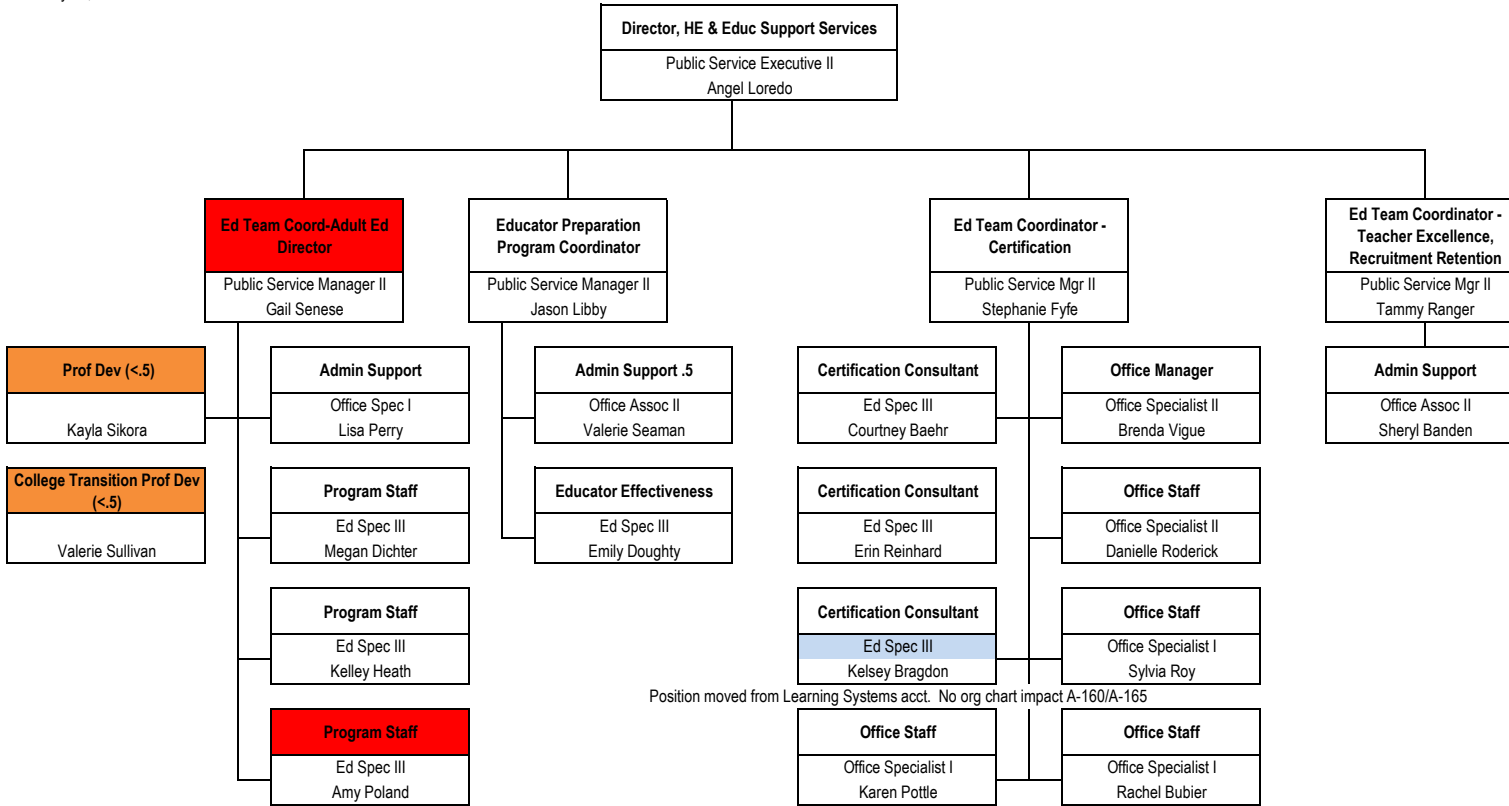 Director, HE & Educ Support Services
Public Service Executive II
Angel Loredo
Ed Team Coord-Adult Ed
Director
Public Service Manager II
Gail Senese
Educator Preparation
Program Coordinator
Public Service Manager II
Jason Libby
Ed Team Coordinator -
Certification
Public Service Mgr II
Stephanie Fyfe
Ed Team Coordinator -
Teacher Excellence,
Recruitment Retention
Public Service Mgr II
Tammy Ranger
Prof Dev (<.5)
Kayla Sikora
Admin Support
Office Spec I
Lisa Perry
Admin Support .5
Office Assoc II
Valerie Seaman
Certification Consultant
Ed Spec III
Courtney Baehr
Office Manager
Office Specialist II
Brenda Vigue
Admin Support
Office Assoc II
Sheryl Banden
College Transition Prof Dev
(<.5)
Valerie Sullivan
Program Staff
Ed Spec III
Megan Dichter
Educator Effectiveness
Ed Spec III
Emily Doughty
Certification Consultant
Ed Spec III
Erin Reinhard
Office Staff
Office Specialist II
Danielle Roderick
Program Staff
Ed Spec III
Kelley Heath
Certification Consultant
Ed Spec III
Kelsey Bragdon
Office Staff
Office Specialist I
Sylvia Roy
Position moved from Learning Systems acct.  No org chart impact A-160/A-165
Program Staff
Ed Spec III
Amy Poland
Office Staff
Office Specialist I
Karen Pottle
Office Staff
Office Specialist I
Rachel Bubier